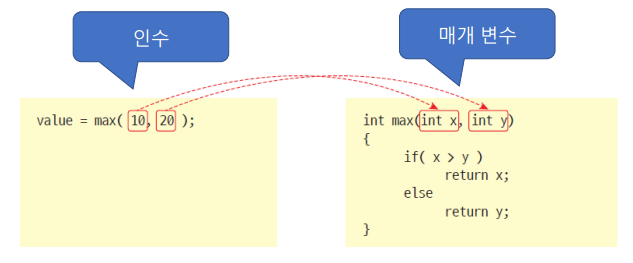 인수
매개 변수
value = max( 10, 20 );
int max(int x, int y)
{
if( x > y )
return x;
else
return y;
}